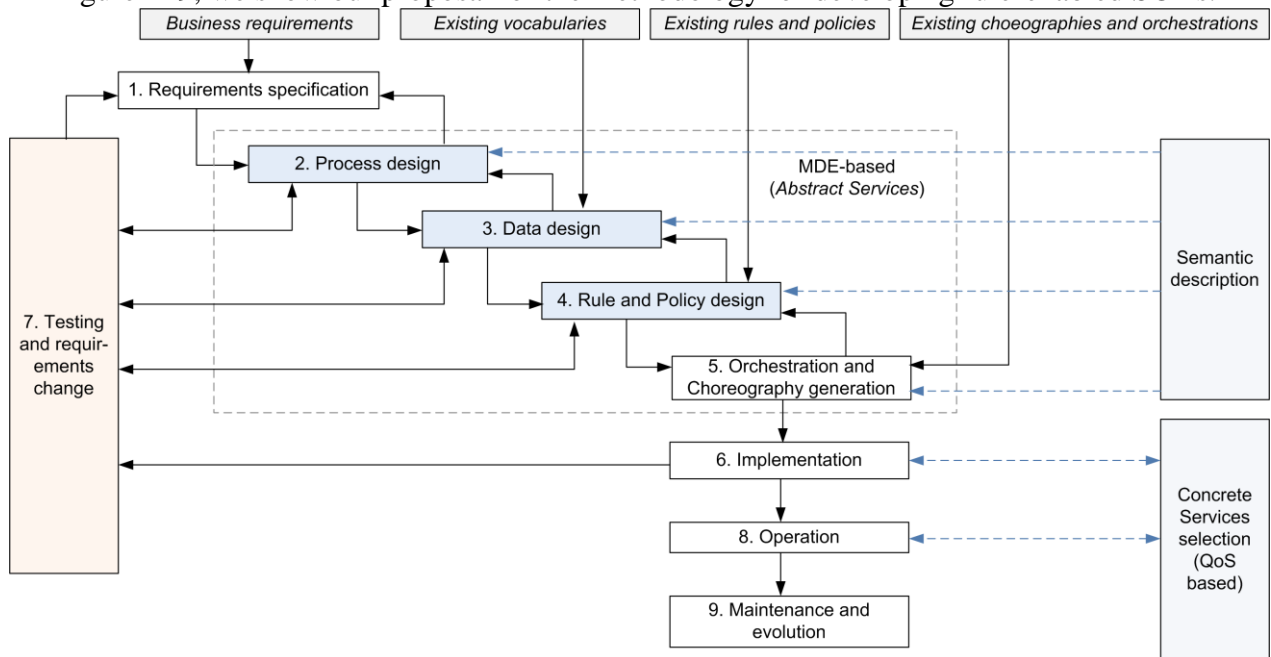 Business requirements
Existing vocabularies
Existing rules and policies
Existing choeographies and orchestrations
1. Requirements specification
2. Process design
MDE-based
(Abstract Services)
3. Data design
Semantic
description
4. Rule and Policy design
7. Testing
and requir-
ements
change
5. Orchestration and
Choreography generation
6. Implementation
Concrete
Services
selection
(QoS
based)
8. Operation
9. Maintenance and
evolution